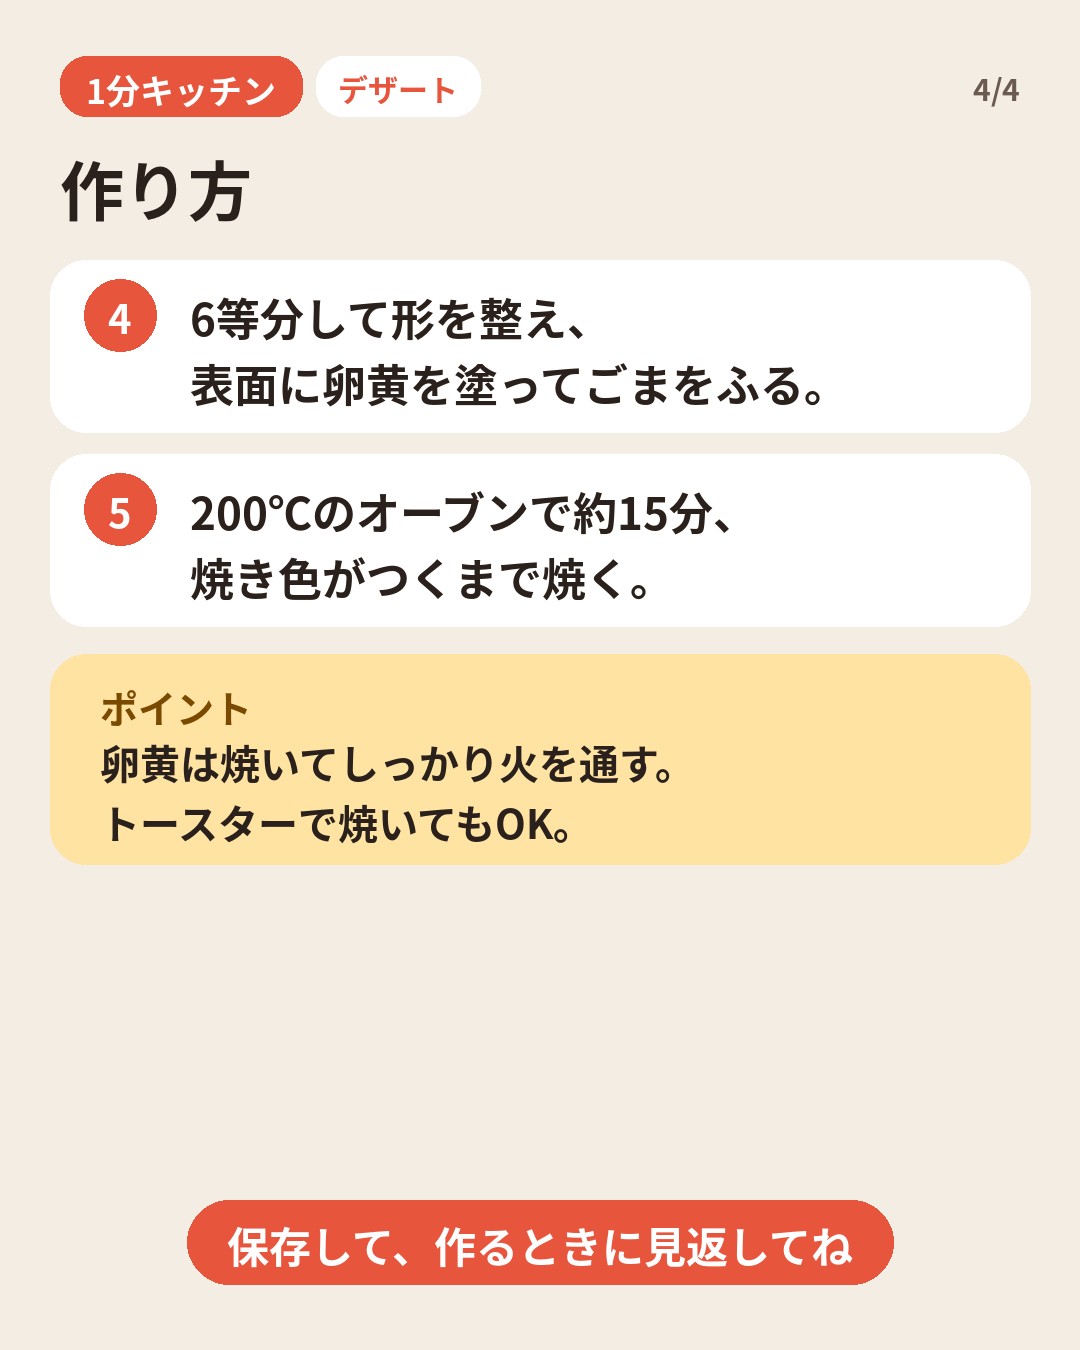 1分キッチン
デザート
4/4
作り方
4
6等分して形を整え、
表面に卵黄を塗ってごまをふる。
5
200℃のオーブンで約15分、
焼き色がつくまで焼く。
ポイント
卵黄は焼いてしっかり火を通す。
トースターで焼いてもOK。
保存して、作るときに見返してね